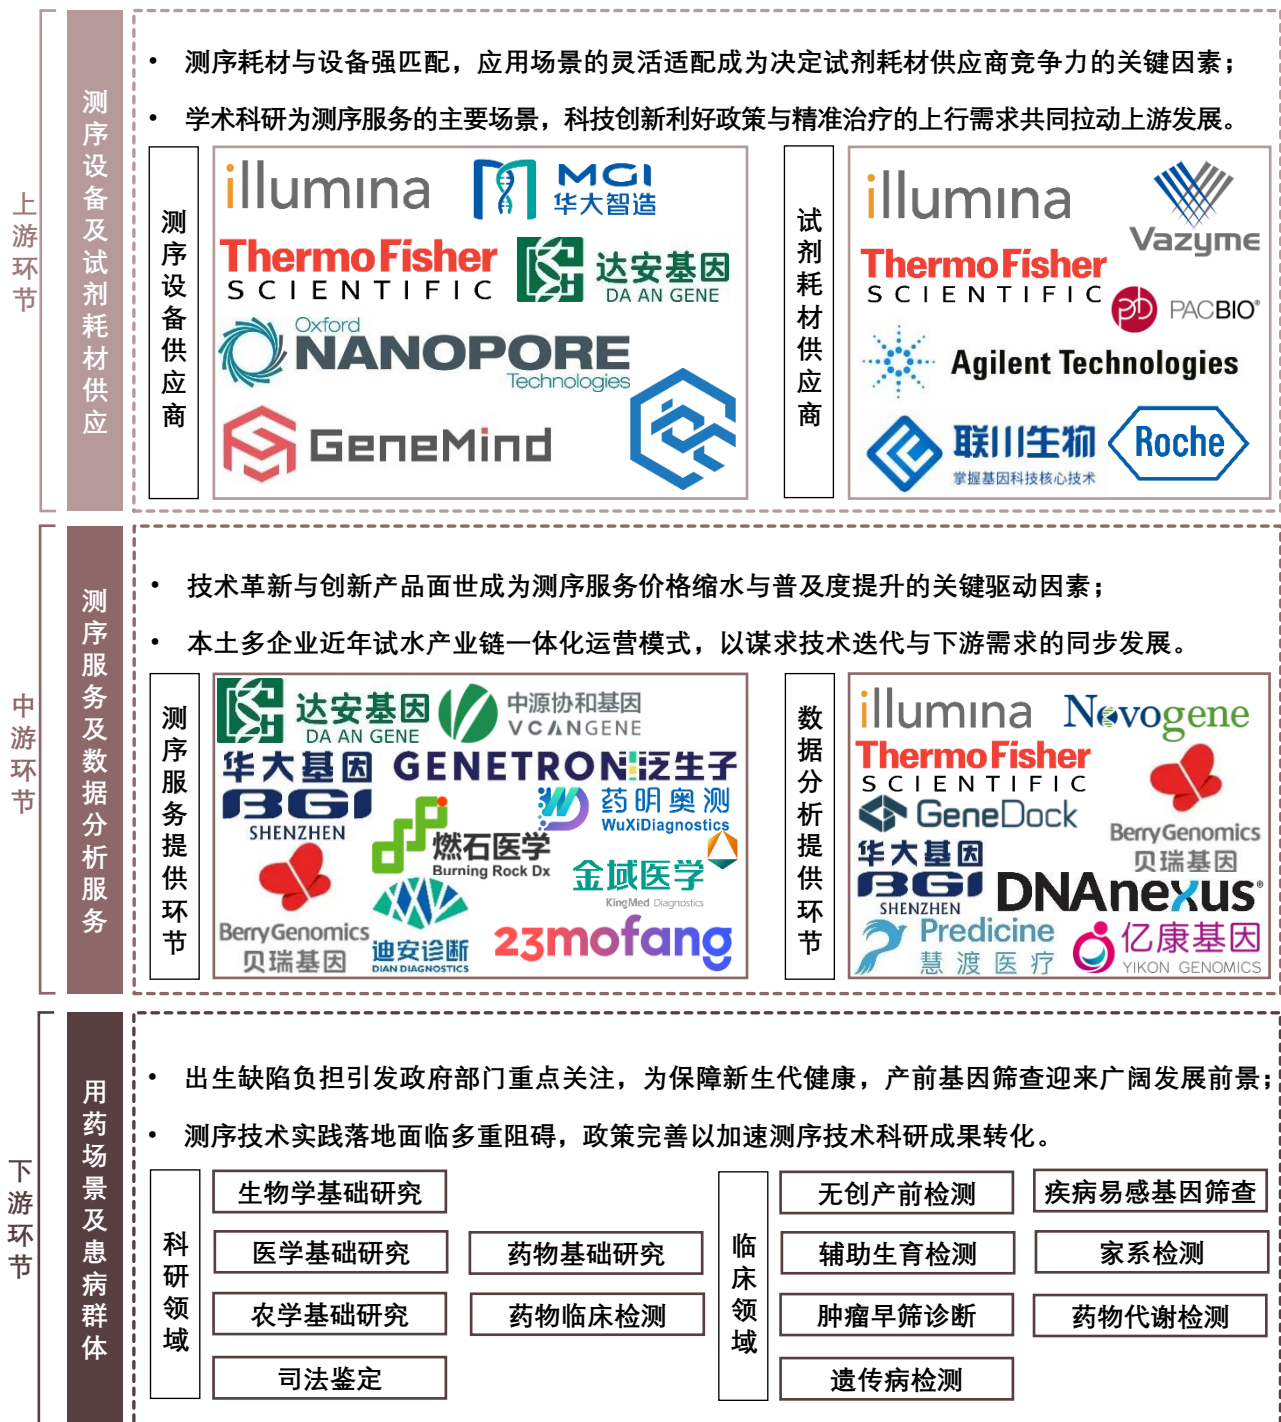 上游环节
测序设备及试剂耗材供应
• 测序耗材与设备强匹配，应用场景的灵活适配成为决定试剂耗材供应商竞争力的关键因素；
• 学术科研为测序服务的主要场景，科技创新利好政策与精准治疗的上行需求共同拉动上游发展。
测序设备供应商
illumina
MGI
华大智造
ThermoFisher
SCIENTIFIC
达安基因
DA AN GENE
Oxford
NANOPORE
Technologies
GeneMind
试剂耗材供应商
illumina
Vazyme
ThermoFisher
SCIENTIFIC
PACBIO®
Agilent Technologies
联川生物
掌握基因科技核心技术
Roche
中游环节
测序服务及数据分析服务
• 技术革新与创新产品面世成为测序服务价格缩水与普及度提升的关键驱动因素；
• 本土多企业近年试水产业链一体化运营模式，以谋求技术迭代与下游需求的同步发展。
测序服务提供环节
达安基因
DA AN GENE
中源协和基因
VCANGENE
华大基因
BGI
SHENZHEN
GENETRON 泛生子
燃石医学
Burning Rock Dx
药明奥测
WuXiDiagnostics
BerryGenomics
贝瑞基因
迪安诊断
DIAN DIAGNOSTICS
金域医学
KingMed Diagnostics
23mofang
数据分析提供环节
illumina
Novogene
ThermoFisher
SCIENTIFIC
GeneDock
BerryGenomics
贝瑞基因
华大基因
BGI
SHENZHEN
DNAnexus®
Predicine
慧渡医疗
亿康基因
YIKON GENOMICS
下游环节
用药场景及患病群体
• 出生缺陷负担引发政府部门重点关注，为保障新生代健康，产前基因筛查迎来广阔发展前景；
• 测序技术实践落地面临多重阻碍，政策完善以加速测序技术科研成果转化。
科研领域
生物学基础研究
医学基础研究
药物基础研究
农学基础研究
药物临床检测
司法鉴定
临床领域
无创产前检测
疾病易感基因筛查
辅助生育检测
家系检测
肿瘤早筛诊断
药物代谢检测
遗传病检测